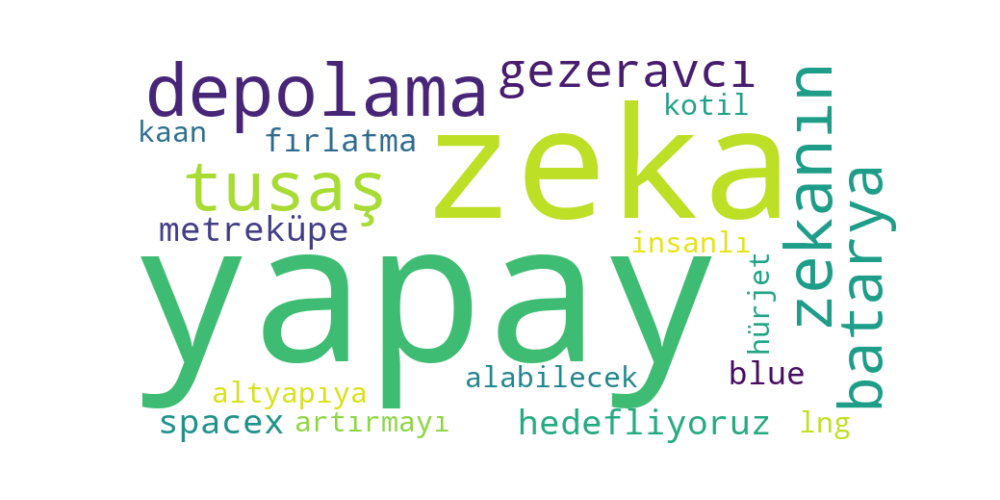 depolama
gezeravcı
kotil
kaan
fırlatma
zeka
zekanın
batarya
tusaş
metreküpe
insanlı
yapay
hürjet
altyapıya
alabilecek
blue
spacex
artırmayı
hedefliyoruz
lng